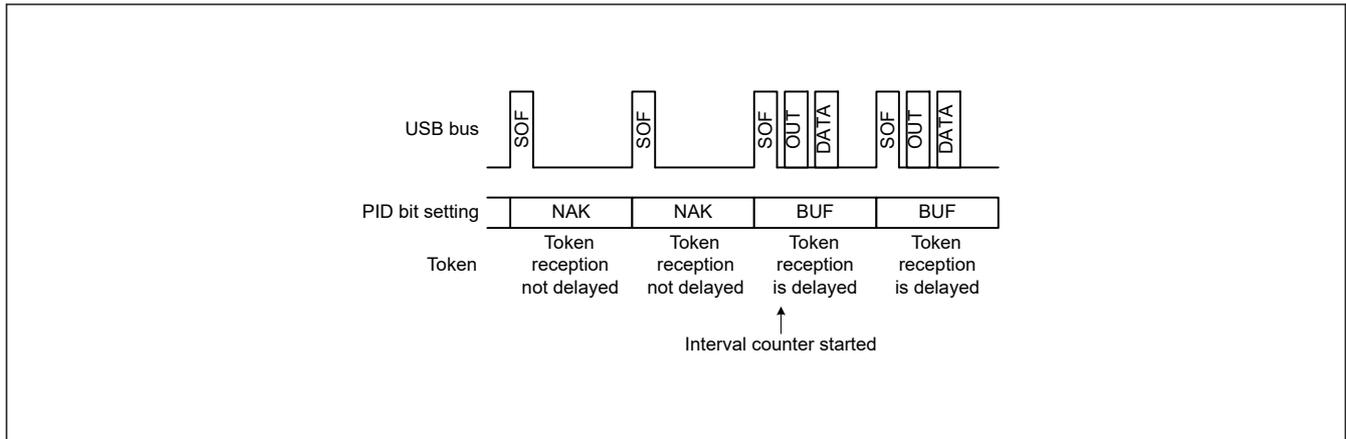 USB bus
SOF
SOF
SOF
OUT
DATA
SOF
OUT
DATA
PID bit setting
NAK
NAK
BUF
BUF
Token
Token
reception
not delayed
Token
reception
not delayed
Token
reception
is delayed
Token
reception
is delayed
Interval counter started